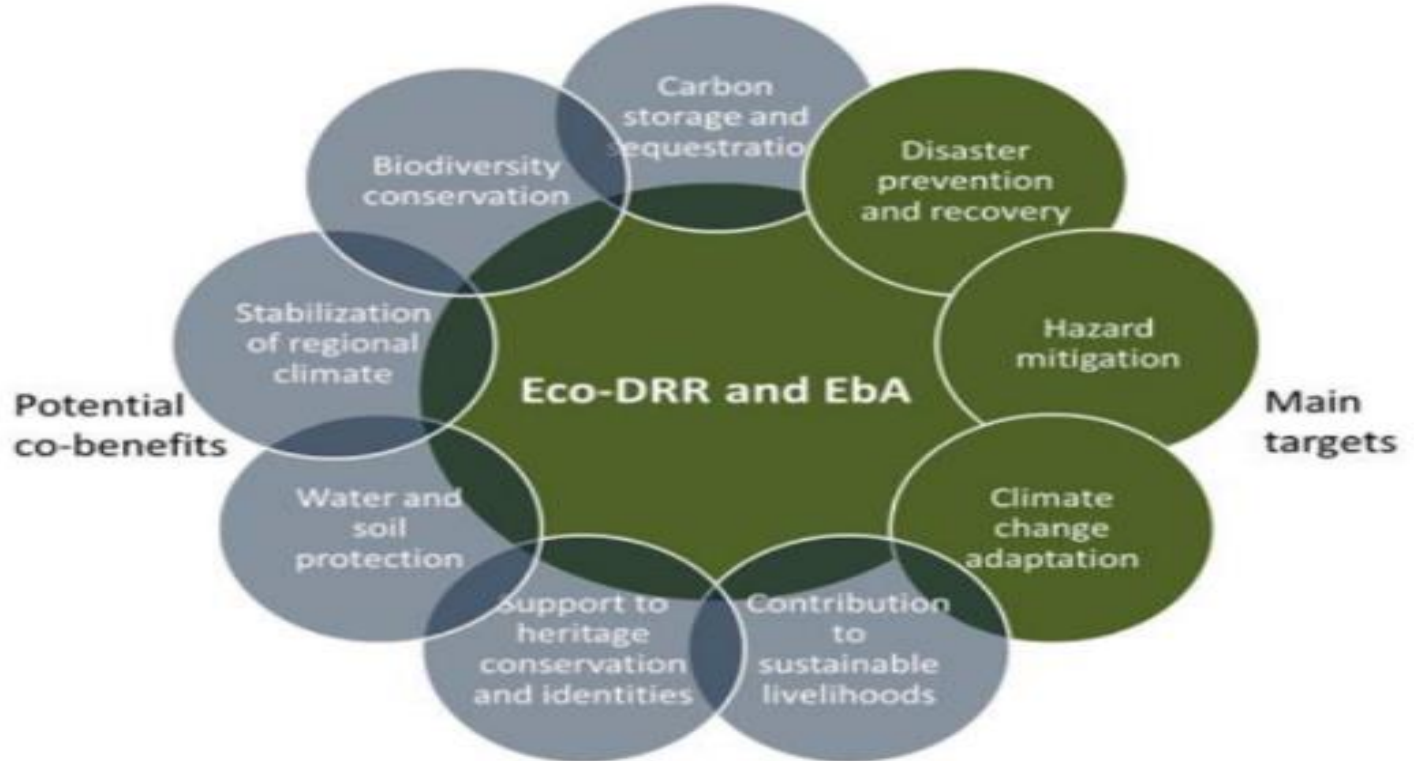 Carbon
storage and
sequestration
Disaster
prevention
and recovery
Hazard
mitigation
Climate
change
adaptation
Contribution
to
sustainable
livelihoods
Support to
heritage
conservation
and identities
Water and
soil
protection
Stabilization
of regional
climate
Biodiversity
conservation
Eco-DRR and EbA
Potential
co-benefits
Main
targets